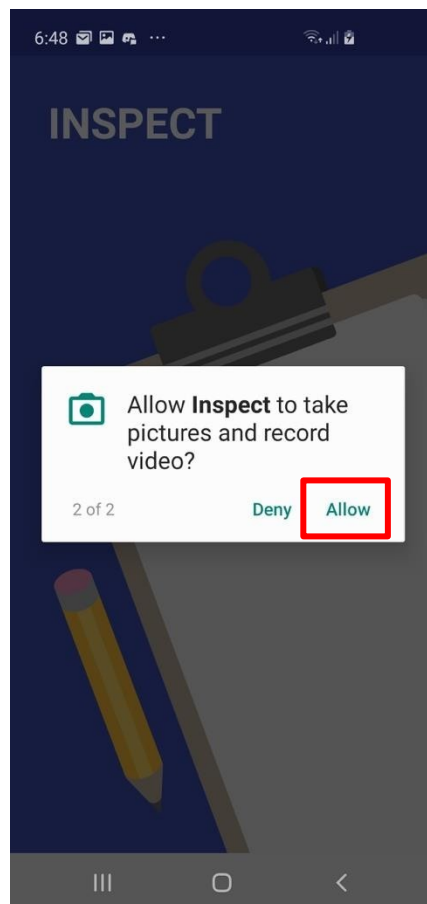 6:48
INSPECT
Allow Inspect to take
pictures and record
video?
2 of 2 Deny Allow